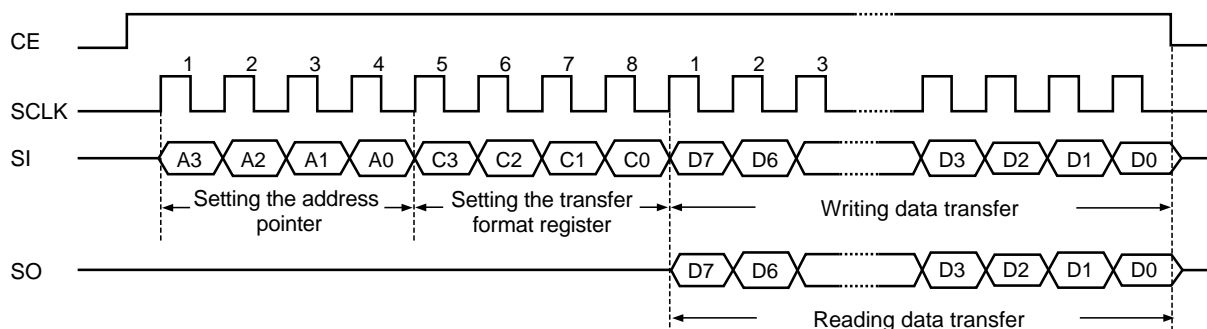 CE
1 2 3 4 5 6 7 8 1 2 3
SCLK
SI A3 A2 A1 A0 C3 C2 C1 C0 D7 D6 D3 D2 D1 D0
Setting the address pointer
Setting the transfer format register
Writing data transfer
SO D7 D6 D3 D2 D1 D0
Reading data transfer